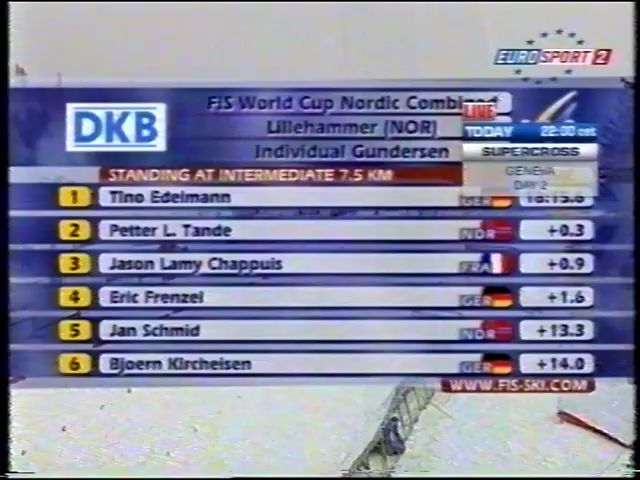 EUROSPORT 2
FIS World Cup Nordic Combined
LIVE
DKB
Lillehammer (NOR)
TODAY 22:00 cet
Individual Gundersen
SUPERCROSS
GENEVA
DAY 2
STANDING AT INTERMEDIATE 7.5 KM
1 Tino Edelmann GER 18:15.6
2 Petter L. Tande NOR +0.3
3 Jason Lamy Chappuis FRA +0.9
4 Eric Frenzel GER +1.6
5 Jan Schmid NOR +13.3
6 Bjoern Kircheisen GER +14.0
WWW.FIS-SKI.COM